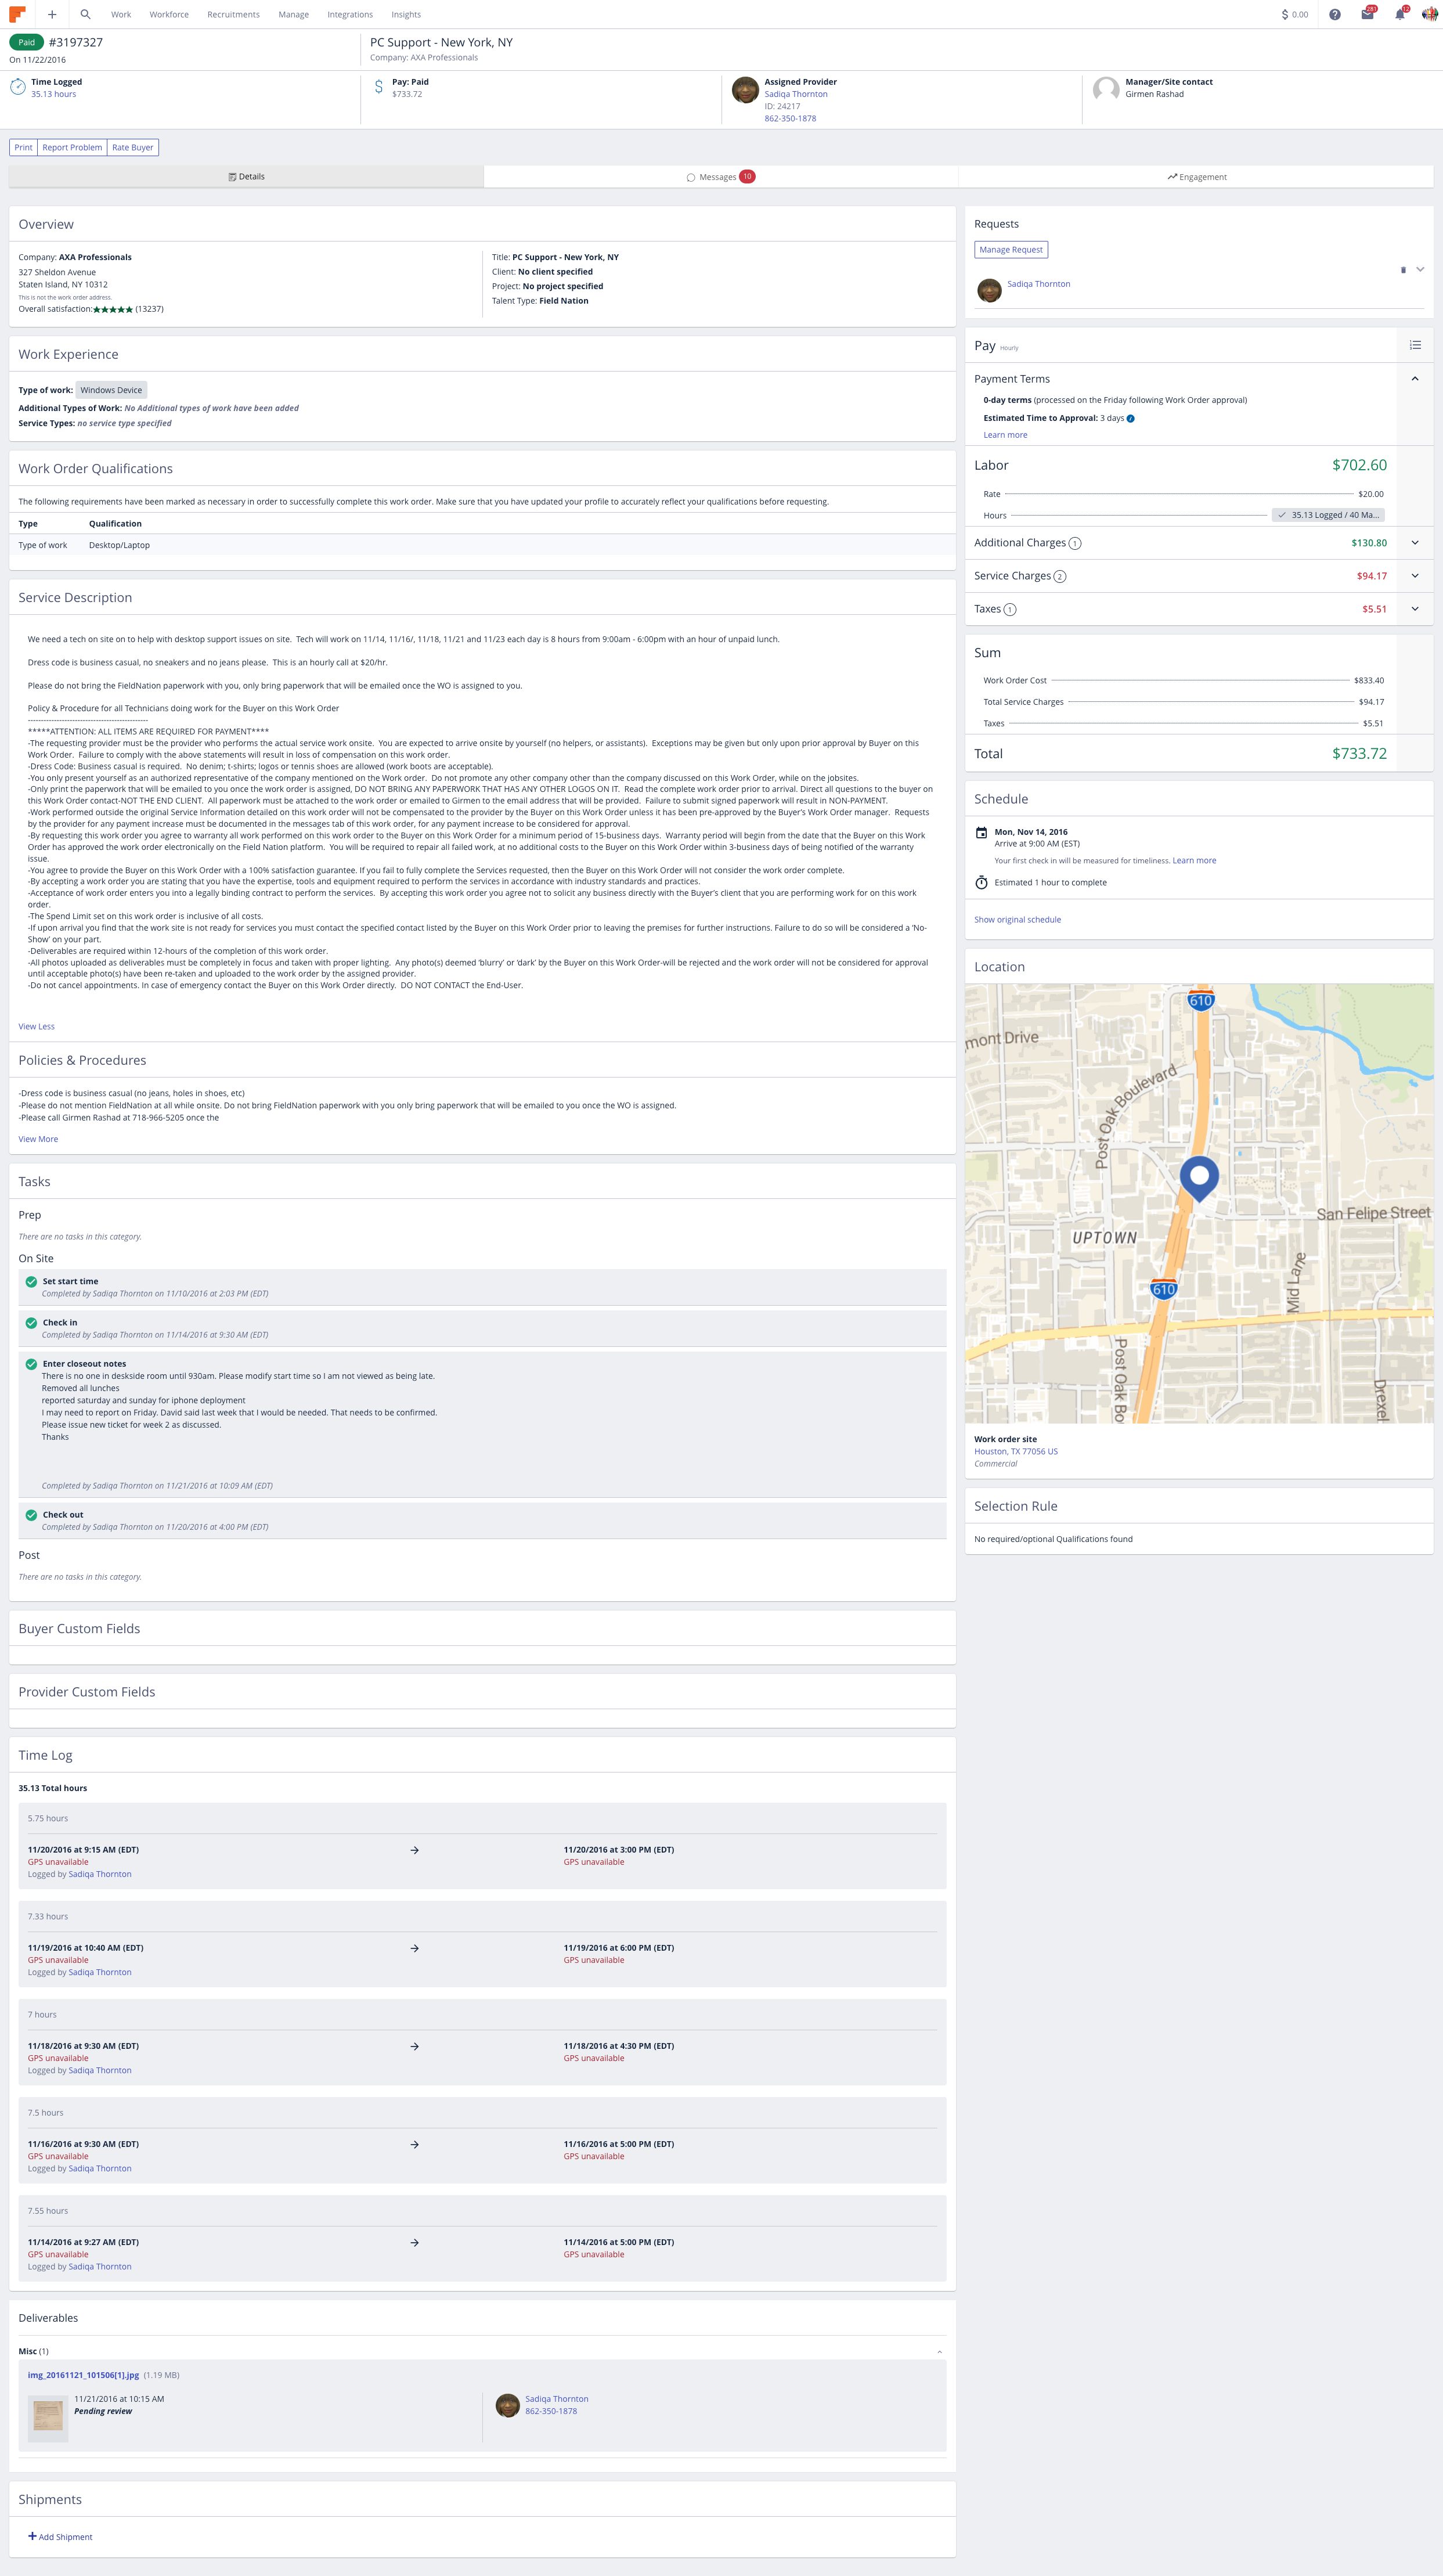 Work Workforce Recruitments Manage Integrations Insights $ 0.00 281 12
Paid #3197327
On 11/22/2016
PC Support - New York, NY
Company: AXA Professionals
Time Logged
35.13 hours
Pay: Paid
$733.72
Assigned Provider
Sadiqa Thornton
ID: 24217
862-350-1878
Manager/Site contact
Girmen Rashad
Print Report Problem Rate Buyer
Details Messages 10 Engagement
Overview
Company: AXA Professionals
327 Sheldon Avenue
Staten Island, NY 10312
This is not the work order address.
Overall satisfaction:★★★★★ (13237)
Title: PC Support - New York, NY
Client: No client specified
Project: No project specified
Talent Type: Field Nation
Work Experience
Type of work: Windows Device
Additional Types of Work: No Additional types of work have been added
Service Types: no service type specified
Work Order Qualifications
The following requirements have been marked as necessary in order to successfully complete this work order. Make sure that you have updated your profile to accurately reflect your qualifications before requesting.
Type Qualification
Type of work Desktop/Laptop
Service Description
We need a tech on site on to help with desktop support issues on site. Tech will work on 11/14, 11/16/, 11/18, 11/21 and 11/23 each day is 8 hours from 9:00am - 6:00pm with an hour of unpaid lunch.
Dress code is business casual, no sneakers and no jeans please. This is an hourly call at $20/hr.
Please do not bring the FieldNation paperwork with you, only bring paperwork that will be emailed once the WO is assigned to you.
Policy & Procedure for all Technicians doing work for the Buyer on this Work Order
----------------------------------------------
*****ATTENTION: ALL ITEMS ARE REQUIRED FOR PAYMENT****
-The requesting provider must be the provider who performs the actual service work onsite. You are expected to arrive onsite by yourself (no helpers, or assistants). Exceptions may be given but only upon prior approval by Buyer on this
Work Order. Failure to comply with the above statements will result in loss of compensation on this work order.
-Dress Code: Business casual is required. No denim; t-shirts; logos or tennis shoes are allowed (work boots are acceptable).
-You only present yourself as an authorized representative of the company mentioned on the Work order. Do not promote any other company other than the company discussed on this Work Order, while on the jobsites.
-Only print the paperwork that will be emailed to you once the work order is assigned, DO NOT BRING ANY PAPERWORK THAT HAS ANY OTHER LOGOS ON IT. Read the complete work order prior to arrival. Direct all questions to the buyer on
this Work Order contact-NOT THE END CLIENT. All paperwork must be attached to the work order or emailed to Girmen to the email address that will be provided. Failure to submit signed paperwork will result in NON-PAYMENT.
-Work performed outside the original Service Information detailed on this work order will not be compensated to the provider by the Buyer on this Work Order unless it has been pre-approved by the Buyer's Work Order manager. Requests
by the provider for any payment increase must be documented in the messages tab of this work order, for any payment increase to be considered for approval.
-By requesting this work order you agree to warranty all work performed on this work order to the Buyer on this Work Order for a minimum period of 15-business days. Warranty period will begin from the date that the Buyer on this Work
Order has approved the work order electronically on the Field Nation platform. You will be required to repair all failed work, at no additional costs to the Buyer on this Work Order within 3-business days of being notified of the warranty
issue.
-You agree to provide the Buyer on this Work Order with a 100% satisfaction guarantee. If you fail to fully complete the Services requested, then the Buyer on this Work Order will not consider the work order complete.
-By accepting a work order you are stating that you have the expertise, tools and equipment required to perform the services in accordance with industry standards and practices.
-Acceptance of work order enters you into a legally binding contract to perform the services. By accepting this work order you agree not to solicit any business directly with the Buyer's client that you are performing work for on this work
order.
-The Spend Limit set on this work order is inclusive of all costs.
-If upon arrival you find that the work site is not ready for services you must contact the specified contact listed by the Buyer on this Work Order prior to leaving the premises for further instructions. Failure to do so will be considered a 'No-
Show' on your part.
-Deliverables are required within 12-hours of the completion of this work order.
-All photos uploaded as deliverables must be completely in focus and taken with proper lighting. Any photo(s) deemed 'blurry' or 'dark' by the Buyer on this Work Order-will be rejected and the work order will not be considered for approval
until acceptable photo(s) have been re-taken and uploaded to the work order by the assigned provider.
-Do not cancel appointments. In case of emergency contact the Buyer on this Work Order directly. DO NOT CONTACT the End-User.
View Less
Policies & Procedures
-Dress code is business casual (no jeans, holes in shoes, etc)
-Please do not mention FieldNation at all while onsite. Do not bring FieldNation paperwork with you only bring paperwork that will be emailed to you once the WO is assigned.
-Please call Girmen Rashad at 718-966-5205 once the
View More
Tasks
Prep
There are no tasks in this category.
On Site
Set start time
Completed by Sadiqa Thornton on 11/10/2016 at 2:03 PM (EDT)
Check in
Completed by Sadiqa Thornton on 11/14/2016 at 9:30 AM (EDT)
Enter closeout notes
There is no one in deskside room until 930am. Please modify start time so I am not viewed as being late.
Removed all lunches
reported saturday and sunday for iphone deployment
I may need to report on Friday. David said last week that I would be needed. That needs to be confirmed.
Please issue new ticket for week 2 as discussed.
Thanks
Completed by Sadiqa Thornton on 11/21/2016 at 10:09 AM (EDT)
Check out
Completed by Sadiqa Thornton on 11/20/2016 at 4:00 PM (EDT)
Post
There are no tasks in this category.
Buyer Custom Fields
Provider Custom Fields
Time Log
35.13 Total hours
5.75 hours
11/20/2016 at 9:15 AM (EDT) 11/20/2016 at 3:00 PM (EDT)
GPS unavailable GPS unavailable
Logged by Sadiqa Thornton
7.33 hours
11/19/2016 at 10:40 AM (EDT) 11/19/2016 at 6:00 PM (EDT)
GPS unavailable GPS unavailable
Logged by Sadiqa Thornton
7 hours
11/18/2016 at 9:30 AM (EDT) 11/18/2016 at 4:30 PM (EDT)
GPS unavailable GPS unavailable
Logged by Sadiqa Thornton
7.5 hours
11/16/2016 at 9:30 AM (EDT) 11/16/2016 at 5:00 PM (EDT)
GPS unavailable GPS unavailable
Logged by Sadiqa Thornton
7.55 hours
11/14/2016 at 9:27 AM (EDT) 11/14/2016 at 5:00 PM (EDT)
GPS unavailable GPS unavailable
Logged by Sadiqa Thornton
Deliverables
Misc (1)
img_20161121_101506[1].jpg (1.19 MB)
11/21/2016 at 10:15 AM
Pending review
Sadiqa Thornton
862-350-1878
Shipments
Add Shipment
Requests
Manage Request
Sadiqa Thornton
Pay Hourly
Payment Terms
0-day terms (processed on the Friday following Work Order approval)
Estimated Time to Approval: 3 days
Learn more
Labor $702.60
Rate $20.00
Hours 35.13 Logged / 40 Ma...
Additional Charges 1 $130.80
Service Charges 2 $94.17
Taxes 1 $5.51
Sum
Work Order Cost $833.40
Total Service Charges $94.17
Taxes $5.51
Total $733.72
Schedule
Mon, Nov 14, 2016
Arrive at 9:00 AM (EST)
Your first check in will be measured for timeliness. Learn more
Estimated 1 hour to complete
Show original schedule
Location
610
mont Drive
Post Oak Boulevard
San Felipe Street
UPTOWN
610
Mid Lane
Post Oak Bo
Drexel
Work order site
Houston, TX 77056 US
Commercial
Selection Rule
No required/optional Qualifications found